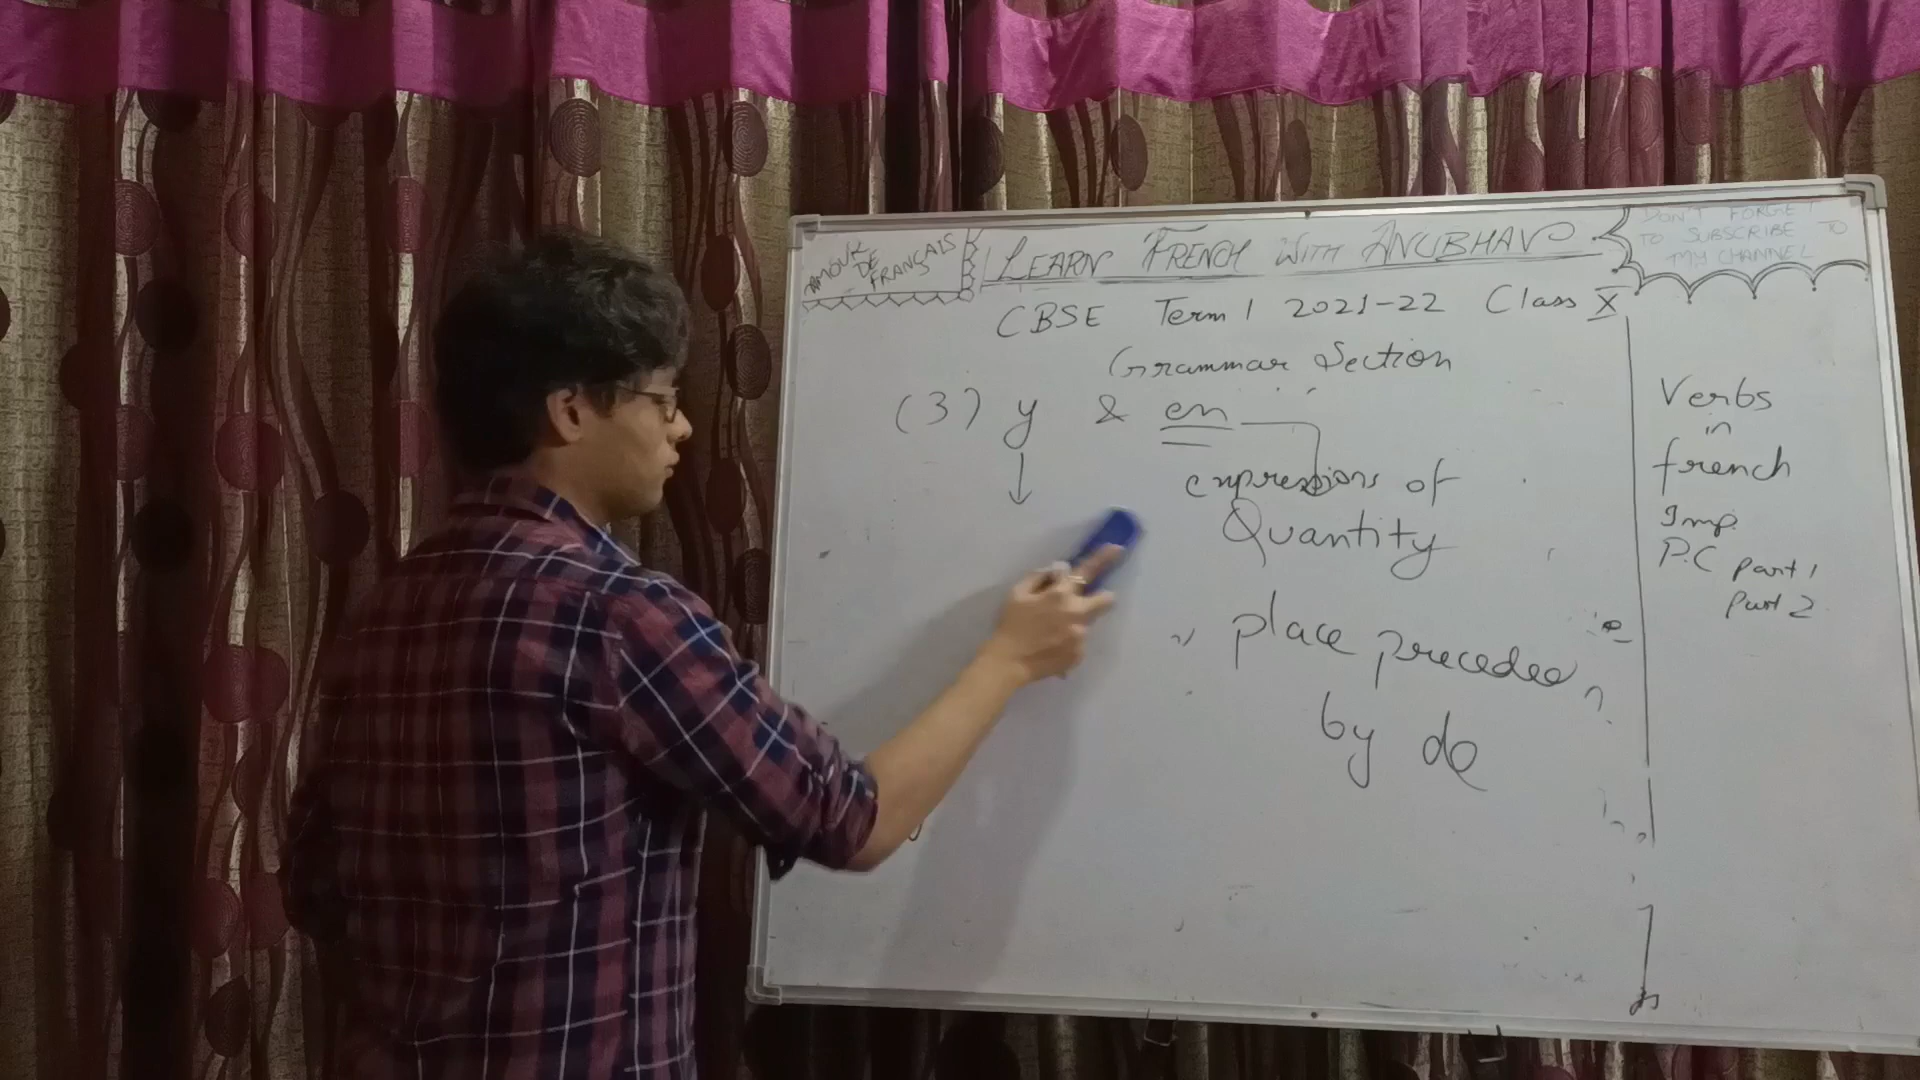 AMOUR
DE
FRANÇAIS
LEARN FRENCH WITH ANUBHAV
DON'T FORGET
TO SUBSCRIBE TO
MY CHANNEL
CBSE Term 1 2021-22 Class X
Grammar Section
(3) y & en
expressions of
Quantity
place precedee
by de
Verbs
in
french
Imp.
P.C Part 1
Part 2